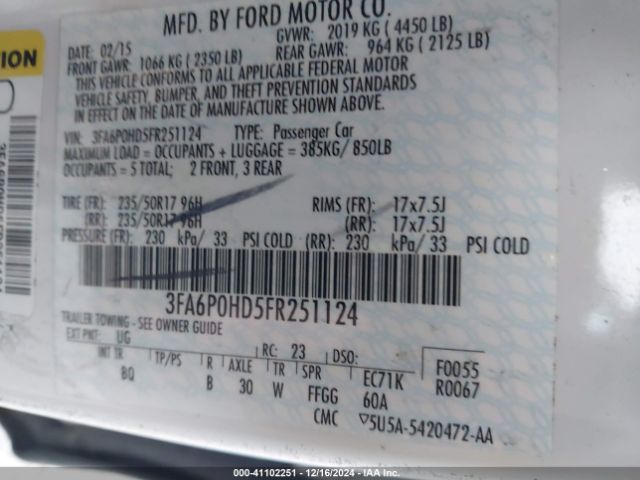 MFD. BY FORD MOTOR CO.
DATE: 02/15 GVWR: 2019 KG (4450 LB)
FRONT GAWR: 1066 KG (2350 LB) REAR GAWR: 964 KG (2125 LB)
THIS VEHICLE CONFORMS TO ALL APPLICABLE FEDERAL MOTOR
VEHICLE SAFETY, BUMPER, AND THEFT PREVENTION STANDARDS
IN EFFECT ON THE DATE OF MANUFACTURE SHOWN ABOVE.
VIN: 3FA6P0HD5FR251124 TYPE: Passenger Car
MAXIMUM LOAD = OCCUPANTS + LUGGAGE = 385KG/ 850LB
OCCUPANTS = 5 TOTAL; 2 FRONT, 3 REAR
TIRE (FR): 235/50R17 96H RIMS (FR): 17x7.5J
(RR): 235/50R17 96H (RR): 17x7.5J
PRESSURE (FR): 230 kPa/ 33 PSI COLD (RR): 230 kPa/ 33 PSI COLD
3FA6P0HD5FR251124
TRAILER TOWING - SEE OWNER GUIDE
EXT PNT: UG RC: 23 DSO: F0055
INT TR TP/PS R AXLE TR SPR EC71K R0067
BQ B 30 W FFGG 60A
CMC ▽5U5A-5420472-AA
000-41102251 - 12/16/2024 - IAA Inc.